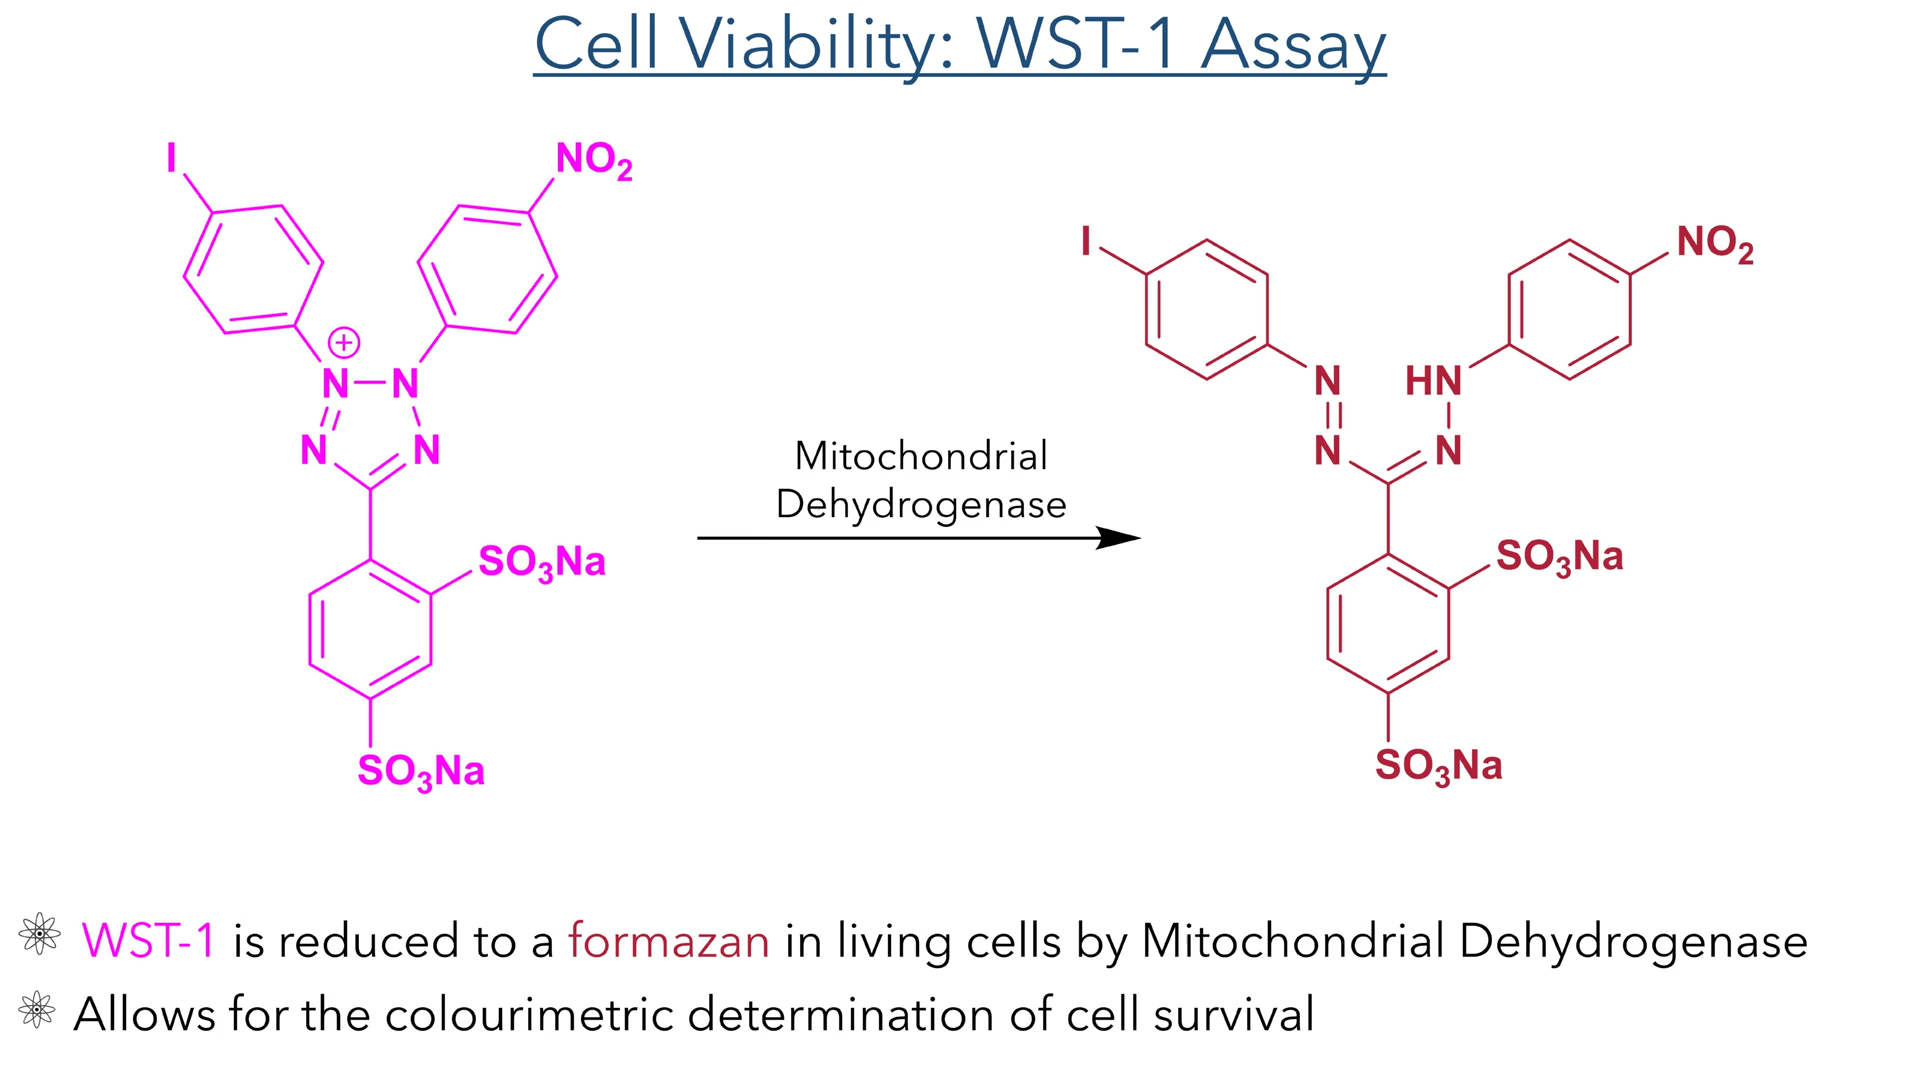 Cell Viability: WST-1 Assay
I
NO2
N
N
N
N
SO3Na
SO3Na
Mitochondrial
Dehydrogenase
I
NO2
N
HN
N
N
SO3Na
SO3Na
WST-1 is reduced to a formazan in living cells by Mitochondrial Dehydrogenase
Allows for the colourimetric determination of cell survival